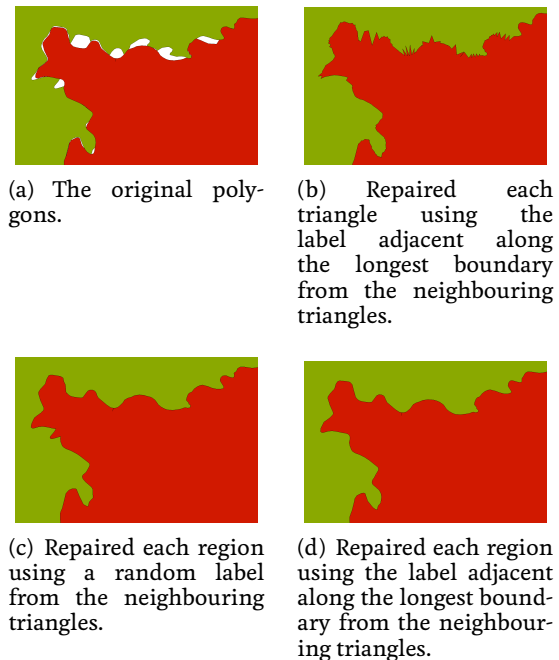 (a) The original poly-
gons.
(b) Repaired each
triangle using the
label adjacent along
the longest boundary
from the neighbouring
triangles.
(c) Repaired each region
using a random label
from the neighbouring
triangles.
(d) Repaired each region
using the label adjacent
along the longest bound-
ary from the neighbour-
ing triangles.